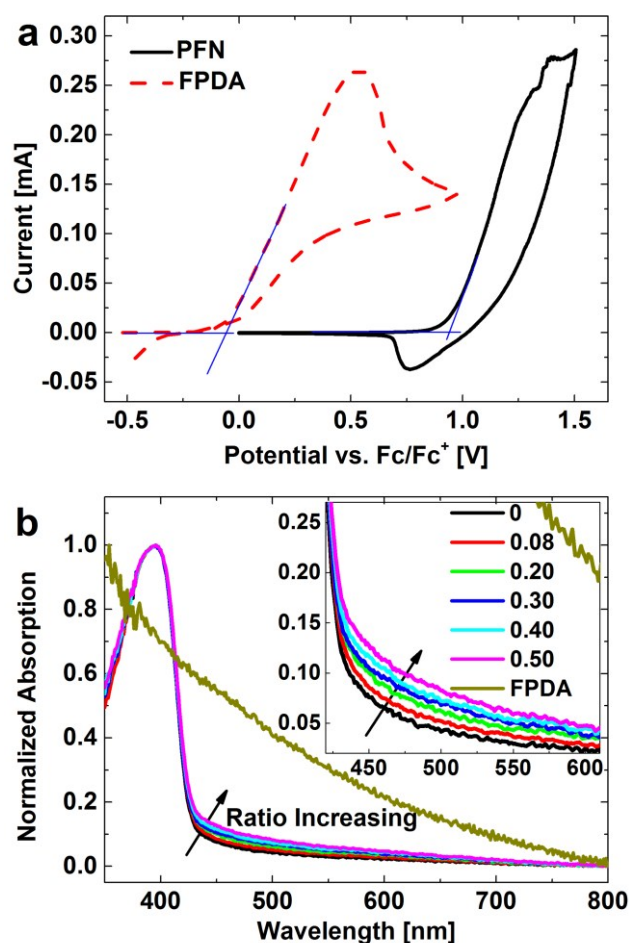 a
PFN
FPDA
0.30
0.25
0.20
0.15
0.10
0.05
0.00
-0.05
Current [mA]
-0.5 0.0 0.5 1.0 1.5
Potential vs. Fc/Fc⁺ [V]
b
1.0
0.8
0.6
0.4
0.2
0.0
Normalized Absorption
0.25
0.20
0.15
0.10
0.05
0
0.08
0.20
0.30
0.40
0.50
FPDA
450 500 550 600
Ratio Increasing
400 500 600 700 800
Wavelength [nm]